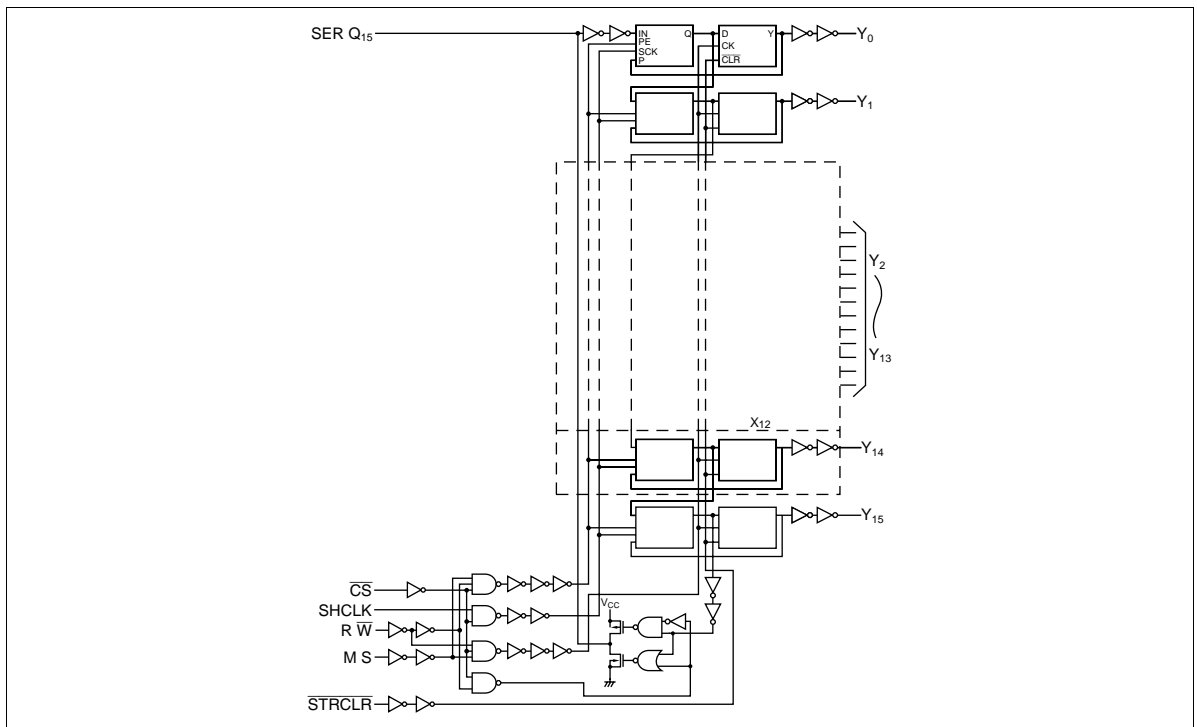 SER Q15
IN
PE
SCK
P
Q
D
CK
CLR
Y
Y0
Y1
Y2
Y13
X12
Y14
Y15
CS
SHCLK
R W
M S
STRCLR
VCC